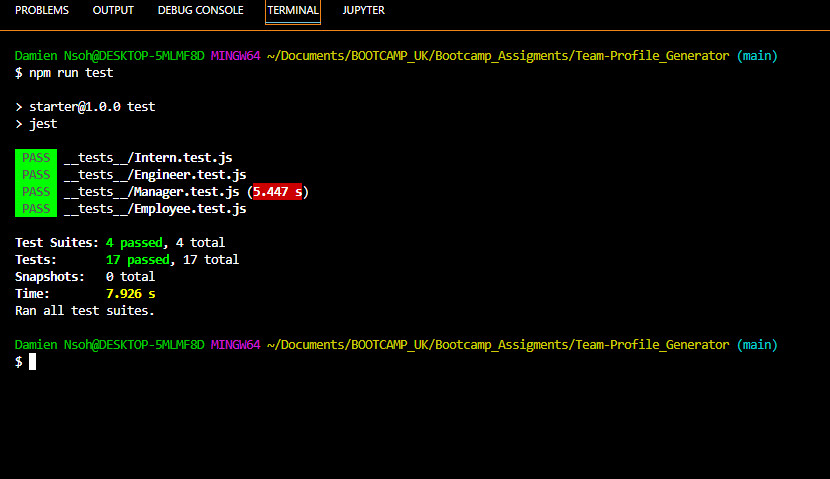 PROBLEMS OUTPUT DEBUG CONSOLE TERMINAL JUPYTER
Damien Nsoh@DESKTOP-5MLMF8D MINGW64 ~/Documents/BOOTCAMP_UK/Bootcamp_Assigments/Team-Profile_Generator (main)
$ npm run test
> starter@1.0.0 test
> jest
PASS __tests__/Intern.test.js
PASS __tests__/Engineer.test.js
PASS __tests__/Manager.test.js (5.447 s)
PASS __tests__/Employee.test.js
Test Suites: 4 passed, 4 total
Tests: 17 passed, 17 total
Snapshots: 0 total
Time: 7.926 s
Ran all test suites.
Damien Nsoh@DESKTOP-5MLMF8D MINGW64 ~/Documents/BOOTCAMP_UK/Bootcamp_Assigments/Team-Profile_Generator (main)
$